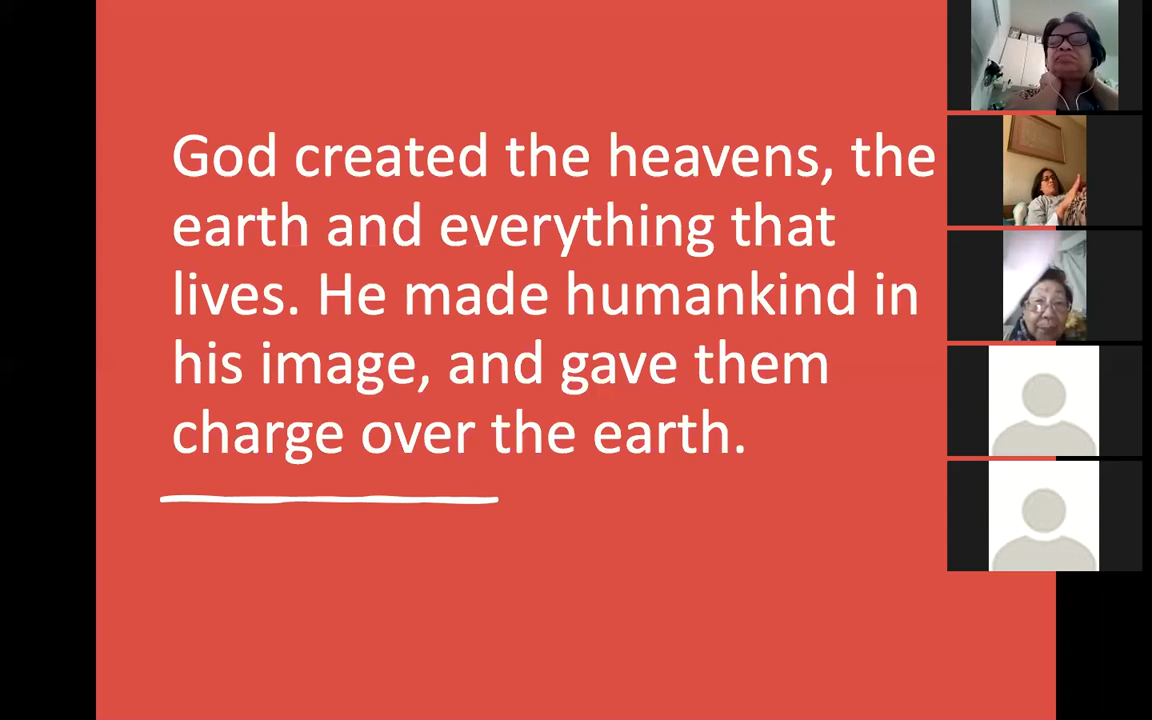 God created the heavens, the
earth and everything that
lives. He made humankind in
his image, and gave them
charge over the earth.